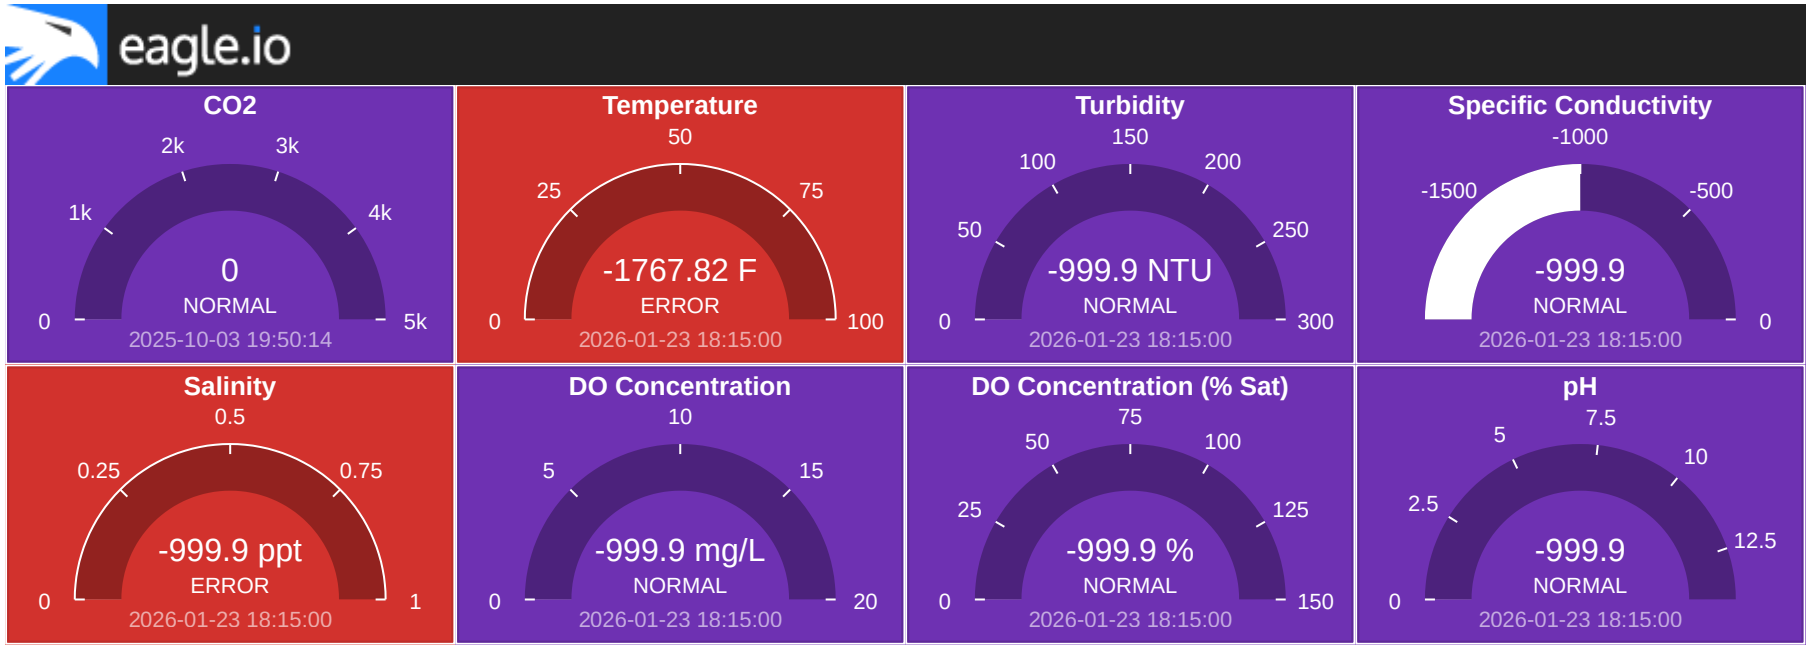 eagle.io
CO2
2k
3k
1k
4k
0
NORMAL
0
5k
2025-10-03 19:50:14
Temperature
50
25
75
-1767.82 F
ERROR
0
100
2026-01-23 18:15:00
Turbidity
150
100
200
50
250
-999.9 NTU
NORMAL
0
300
2026-01-23 18:15:00
Specific Conductivity
-1000
-1500
-500
-999.9
NORMAL
0
2026-01-23 18:15:00
Salinity
0.5
0.25
0.75
-999.9 ppt
ERROR
0
1
2026-01-23 18:15:00
DO Concentration
10
5
15
-999.9 mg/L
NORMAL
0
20
2026-01-23 18:15:00
DO Concentration (% Sat)
75
50
100
25
125
-999.9 %
NORMAL
0
150
2026-01-23 18:15:00
pH
7.5
5
10
2.5
12.5
-999.9
NORMAL
0
2026-01-23 18:15:00